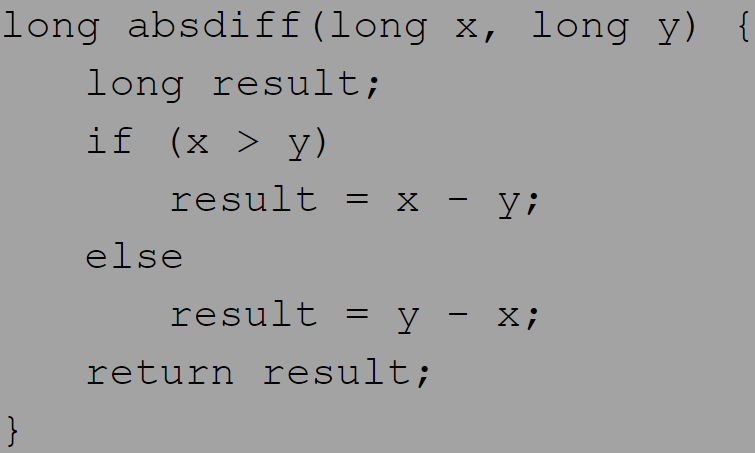 long absdiff(long x, long y) {
    long result;
    if (x > y)
        result = x - y;
    else
        result = y - x;
    return result;
}